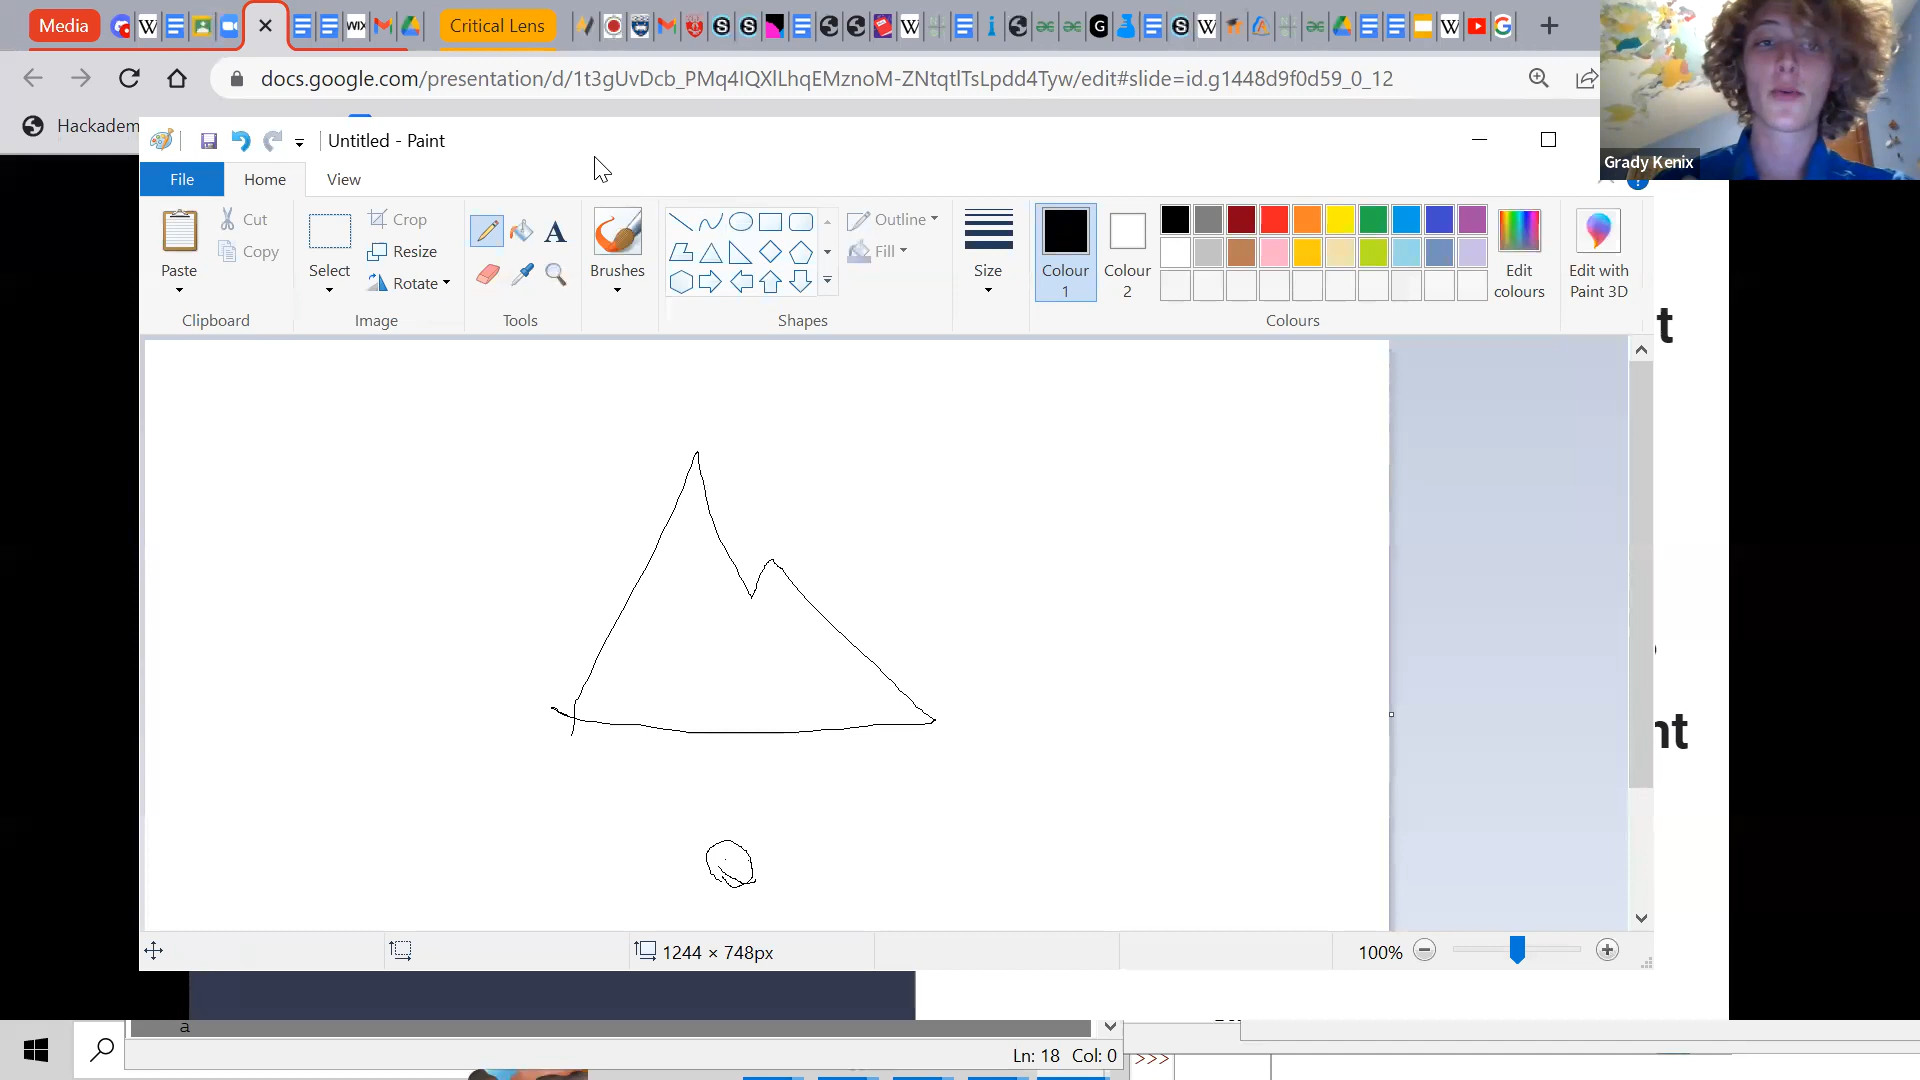 Media
Critical Lens
docs.google.com/presentation/d/1t3gUvDcb_PMq4IQXlLhqEMznoM-ZNtqtlTsLpdd4Tyw/edit#slide=id.g1448d9f0d59_0_12
Hackadem
Untitled - Paint
Grady Kenix
File
Home
View
Cut
Copy
Paste
Clipboard
Crop
Resize
Rotate
Select
Image
Tools
Brushes
Outline
Fill
Shapes
Size
Colour
1
Colour
2
Edit
colours
Edit with
Paint 3D
Colours
t
nt
1244 × 748px
100%
a
Ln: 18 Col: 0
>>>